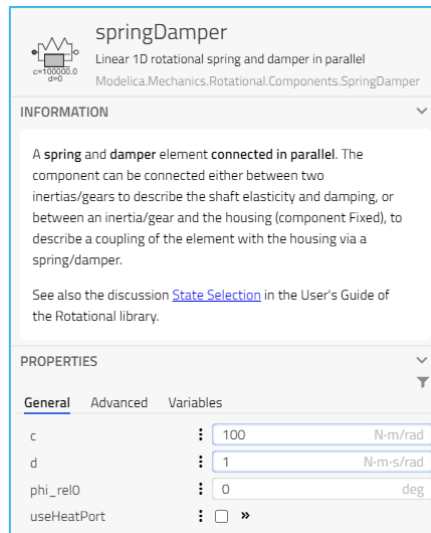 springDamper
Linear 1D rotational spring and damper in parallel
Modelica.Mechanics.Rotational.Components.SpringDamper
c=100000.0
d=0
INFORMATION
A spring and damper element connected in parallel. The
component can be connected either between two
inertias/gears to describe the shaft elasticity and damping, or
between an inertia/gear and the housing (component Fixed), to
describe a coupling of the element with the housing via a
spring/damper.
See also the discussion State Selection in the User's Guide of
the Rotational library.
PROPERTIES
General Advanced Variables
c 100 N·m/rad
d 1 N·m·s/rad
phi_rel0 0 deg
useHeatPort »